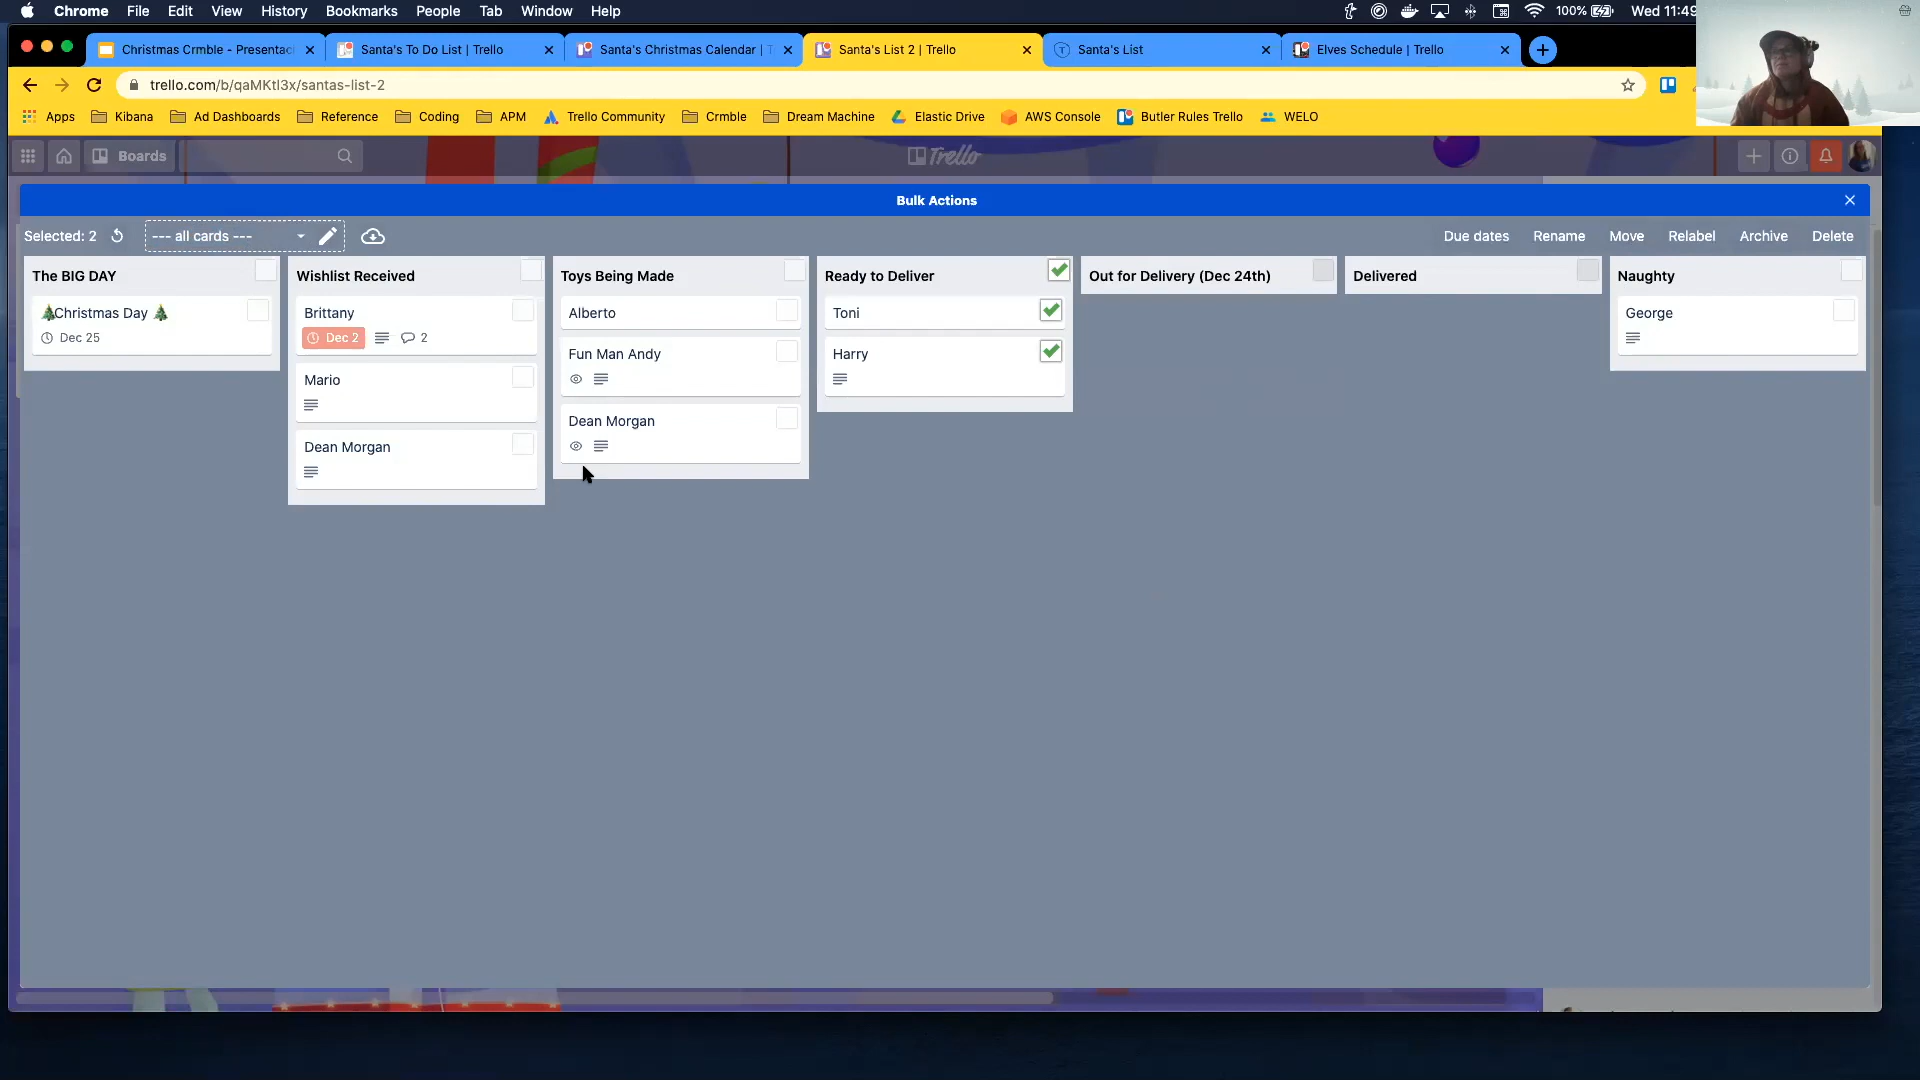 Chrome File Edit View History Bookmarks People Tab Window Help 100% Wed 11:49
Christmas Crmble - Presentac Santa's To Do List | Trello Santa's Christmas Calendar | T Santa's List 2 | Trello Santa's List Elves Schedule | Trello
trello.com/b/qaMKtI3x/santas-list-2
Apps Kibana Ad Dashboards Reference Coding APM Trello Community Crmble Dream Machine Elastic Drive AWS Console Butler Rules Trello WELO
Boards Trello
Bulk Actions
Selected: 2 --- all cards --- Due dates Rename Move Relabel Archive Delete
The BIG DAY
Christmas Day
Dec 25
Wishlist Received
Brittany
Dec 2 2
Mario
Dean Morgan
Toys Being Made
Alberto
Fun Man Andy
Dean Morgan
Ready to Deliver
Toni
Harry
Out for Delivery (Dec 24th)
Delivered
Naughty
George